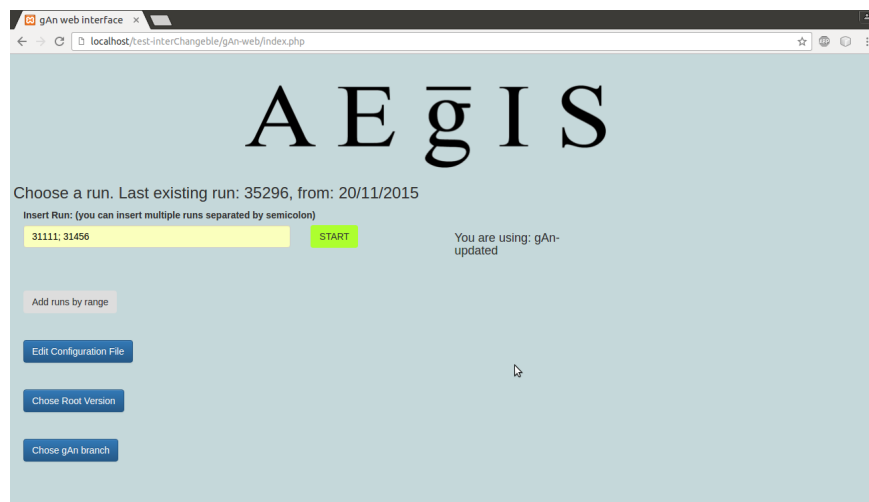 gAn web interface
localhost/test-interChangeble/gAn-web/index.php
A E g̅ I S
Choose a run. Last existing run: 35296, from: 20/11/2015
Insert Run: (you can insert multiple runs separated by semicolon)
31111; 31456
START
You are using: gAn-
updated
Add runs by range
Edit Configuration File
Chose Root Version
Chose gAn branch